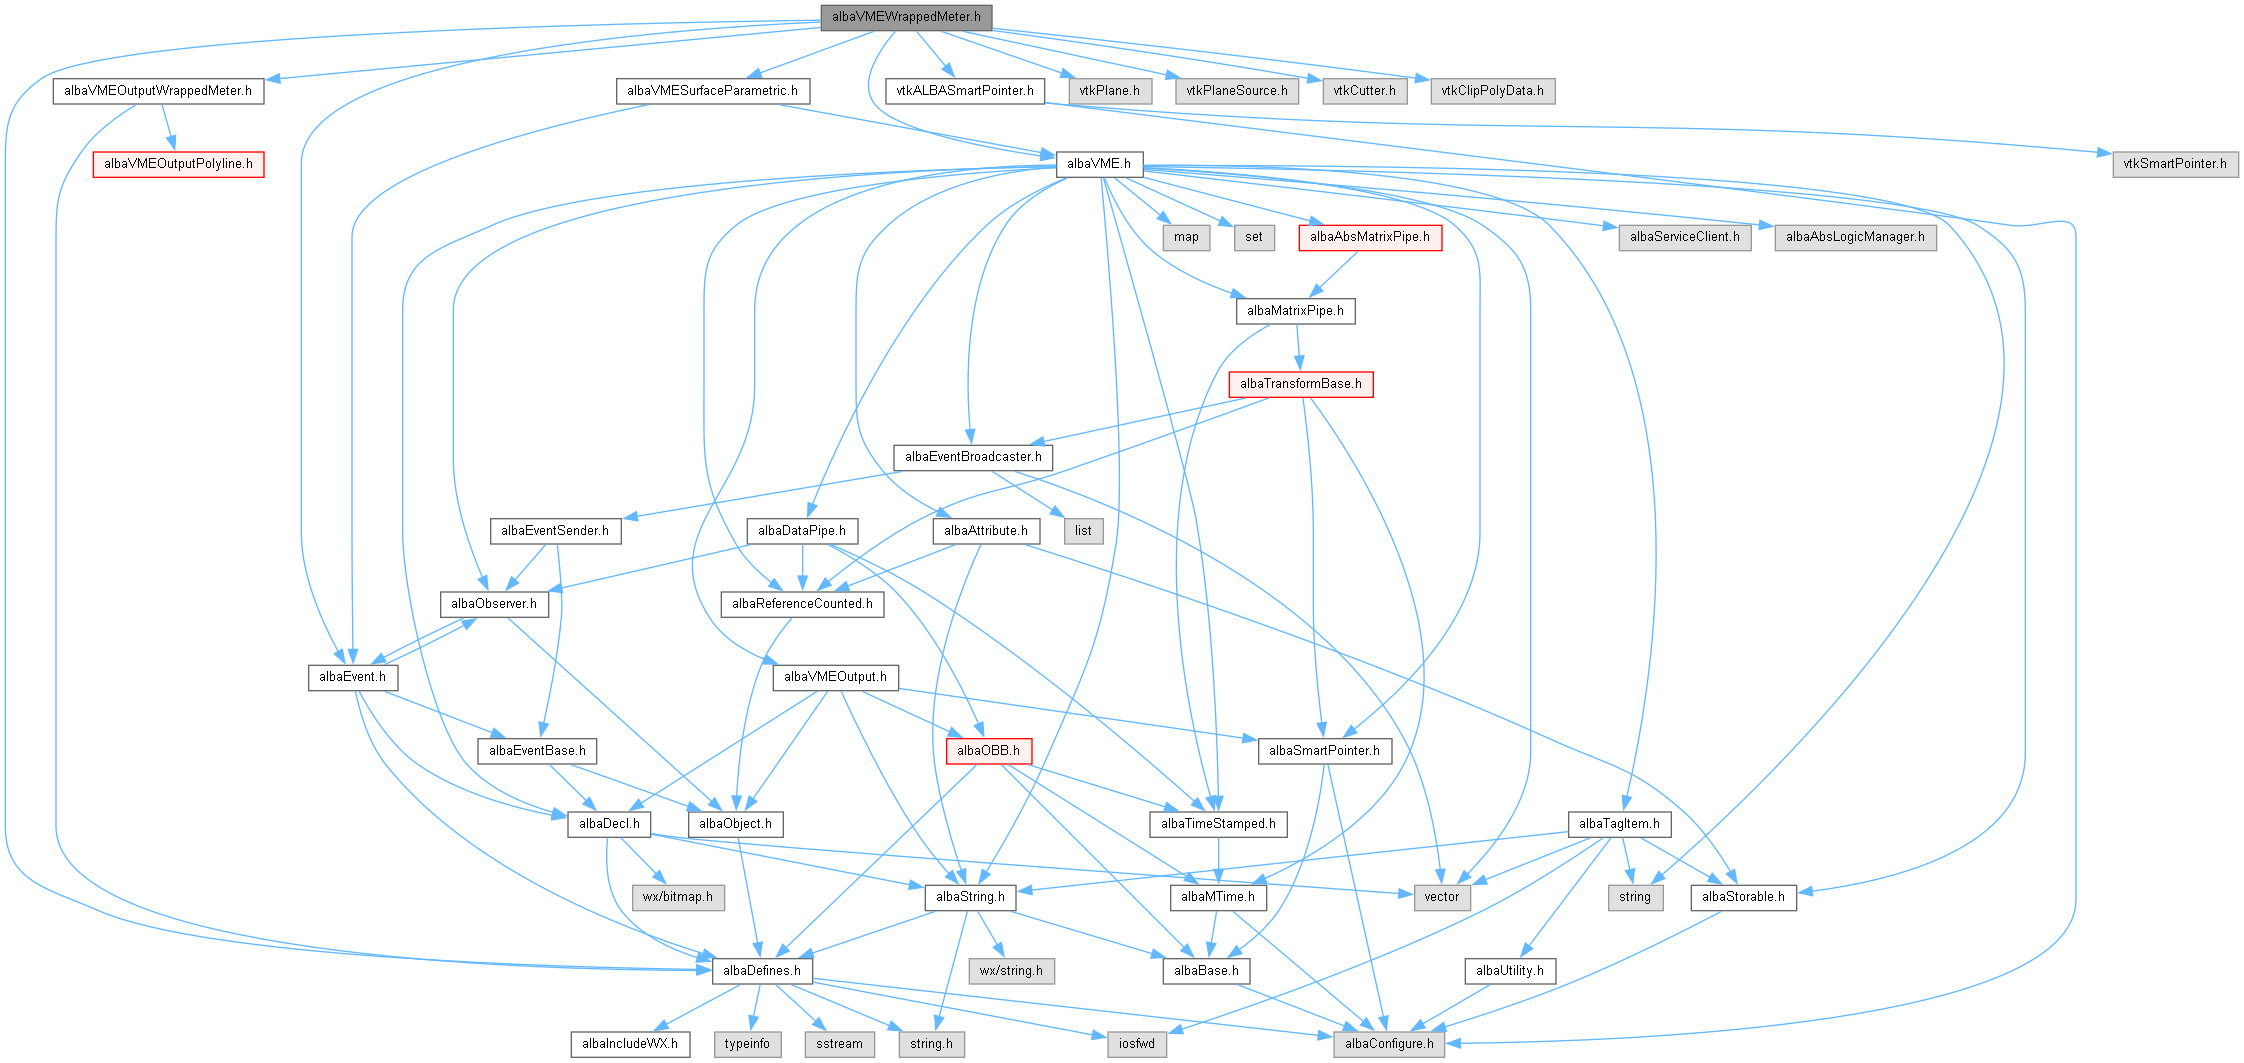 albaVMEWrappedMeter.h
albaVMEOutputWrappedMeter.h
albaVMESurfaceParametric.h
vtkALBASmartPointer.h
vtkPlane.h
vtkPlaneSource.h
vtkCutter.h
vtkClipPolyData.h
albaVMEOutputPolyline.h
albaVME.h
vtkSmartPointer.h
map
set
albaAbsMatrixPipe.h
albaServiceClient.h
albaAbsLogicManager.h
albaMatrixPipe.h
albaTransformBase.h
albaEventBroadcaster.h
albaEventSender.h
albaDataPipe.h
albaAttribute.h
list
albaObserver.h
albaReferenceCounted.h
albaEvent.h
albaVMEOutput.h
albaEventBase.h
albaOBB.h
albaSmartPointer.h
albaDecl.h
albaObject.h
albaTimeStamped.h
albaTagItem.h
wx/bitmap.h
albaString.h
albaMTime.h
vector
string
albaStorable.h
albaDefines.h
wx/string.h
albaBase.h
albaUtility.h
albaIncludeWX.h
typeinfo
sstream
string.h
iosfwd
albaConfigure.h